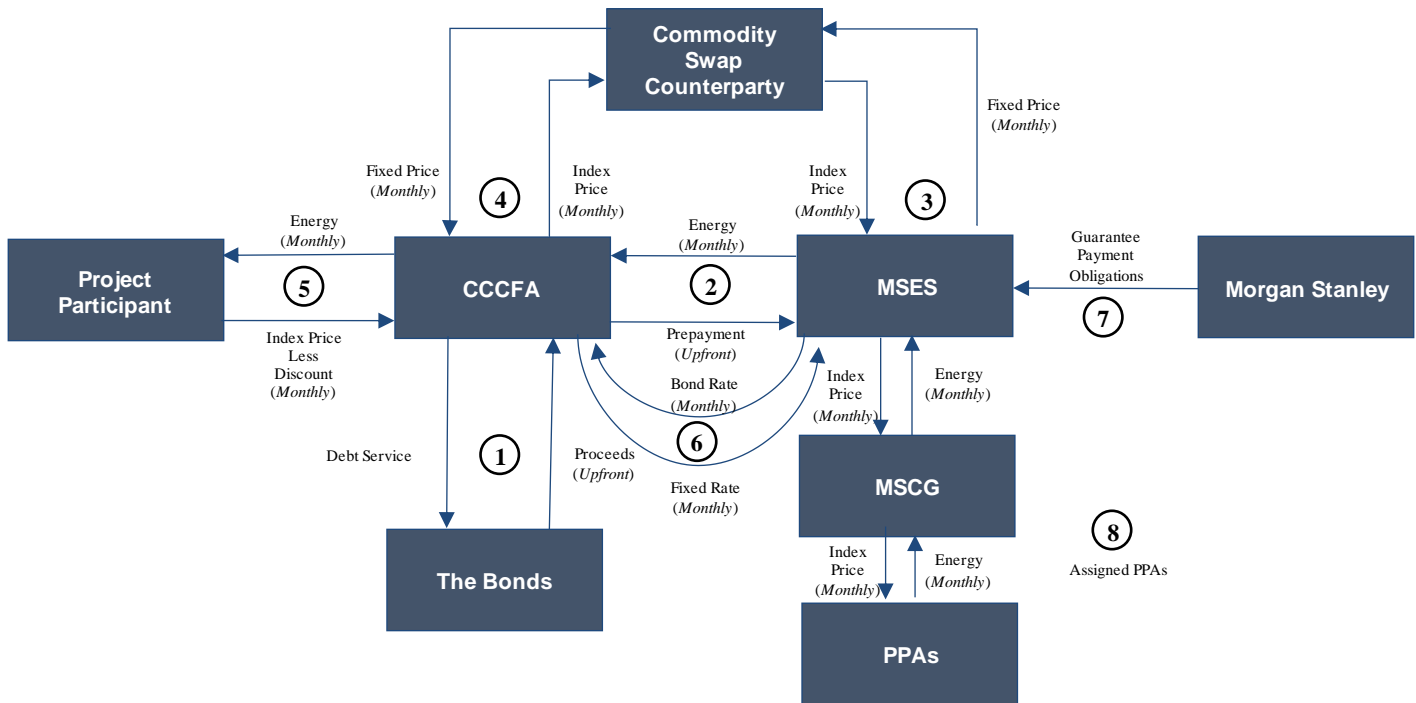 Commodity
Swap
Counterparty
Fixed Price
(Monthly)
Index
Price
(Monthly)
4
Index
Price
(Monthly)
3
Fixed Price
(Monthly)
Energy
(Monthly)
Project
Participant
5
Index Price
Less
Discount
(Monthly)
CCCFA
Energy
(Monthly)
2
Prepayment
(Upfront)
Bond Rate
(Monthly)
6
Fixed Rate
(Monthly)
MSES
Guarantee
Payment
Obligations
7
Morgan Stanley
Debt Service
1
Proceeds
(Upfront)
The Bonds
Index
Price
(Monthly)
Energy
(Monthly)
MSCG
Index
Price
(Monthly)
Energy
(Monthly)
8
Assigned PPAs
PPAs